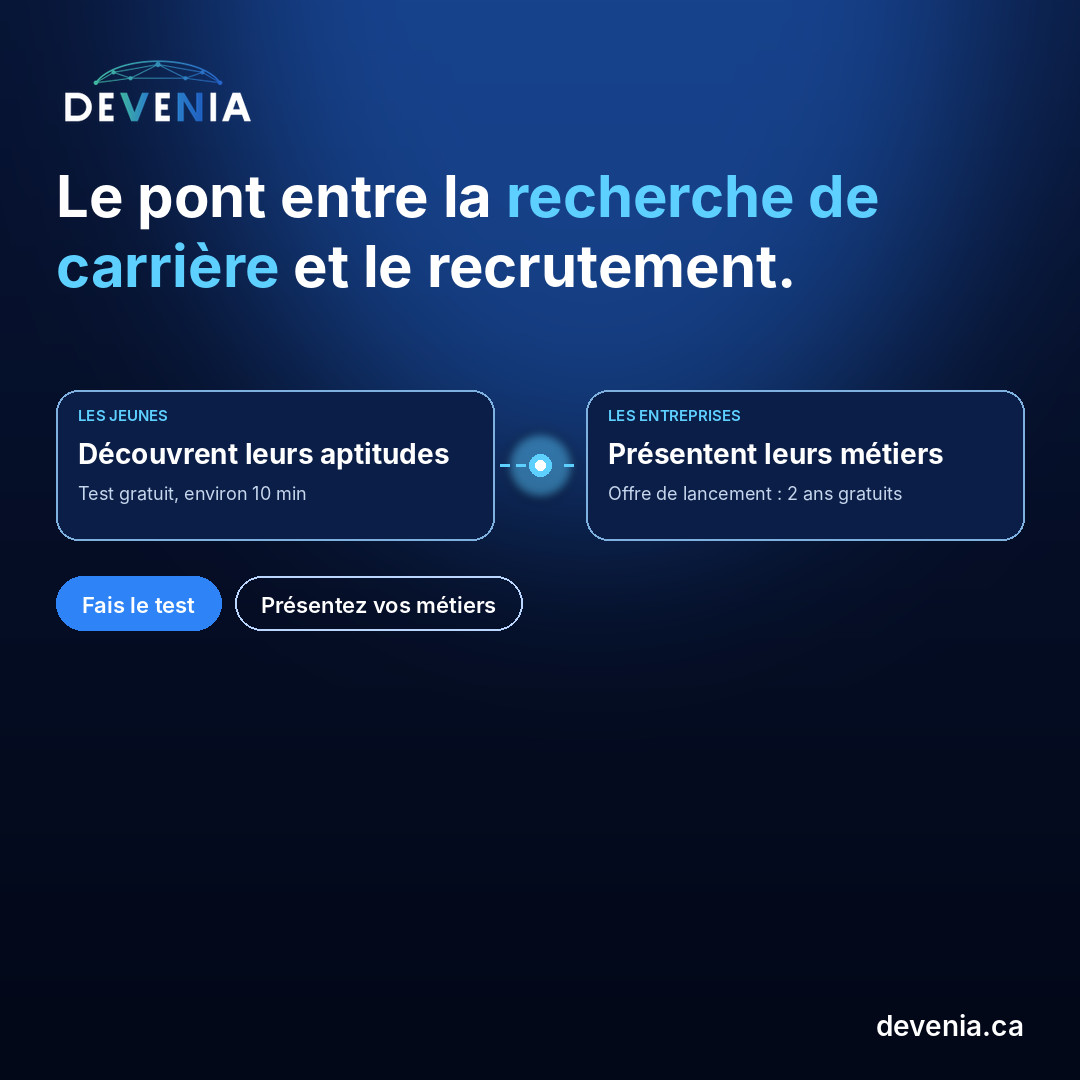 DEVENIA
Le pont entre la recherche de
carrière et le recrutement.
LES JEUNES
Découvrent leurs aptitudes
Test gratuit, environ 10 min
LES ENTREPRISES
Présentent leurs métiers
Offre de lancement : 2 ans gratuits
Fais le test
Présentez vos métiers
devenia.ca